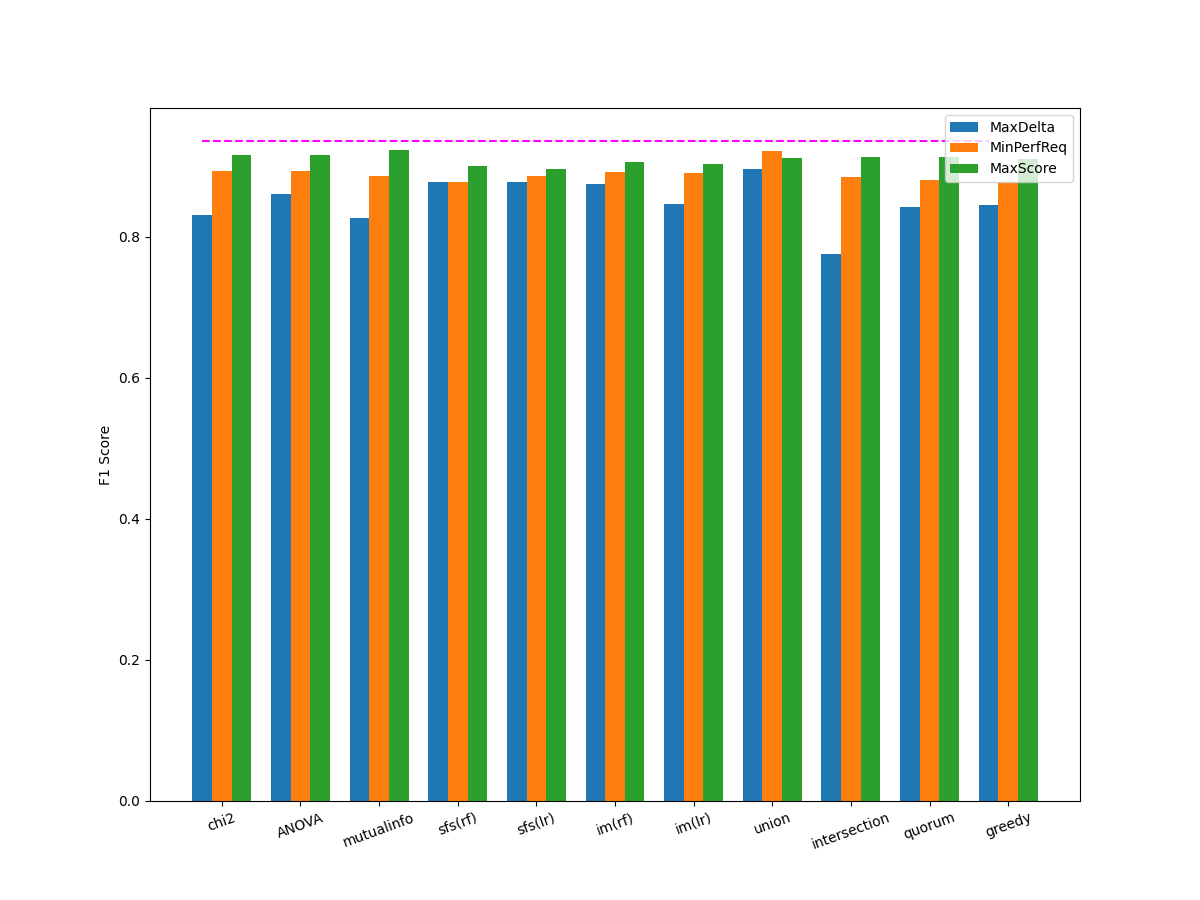 MaxDelta
MinPerfReq
MaxScore
F1 Score
0.8
0.6
0.4
0.2
0.0
chi2
ANOVA
mutualinfo
sfs(rf)
sfs(lr)
im(rf)
im(lr)
union
intersection
quorum
greedy